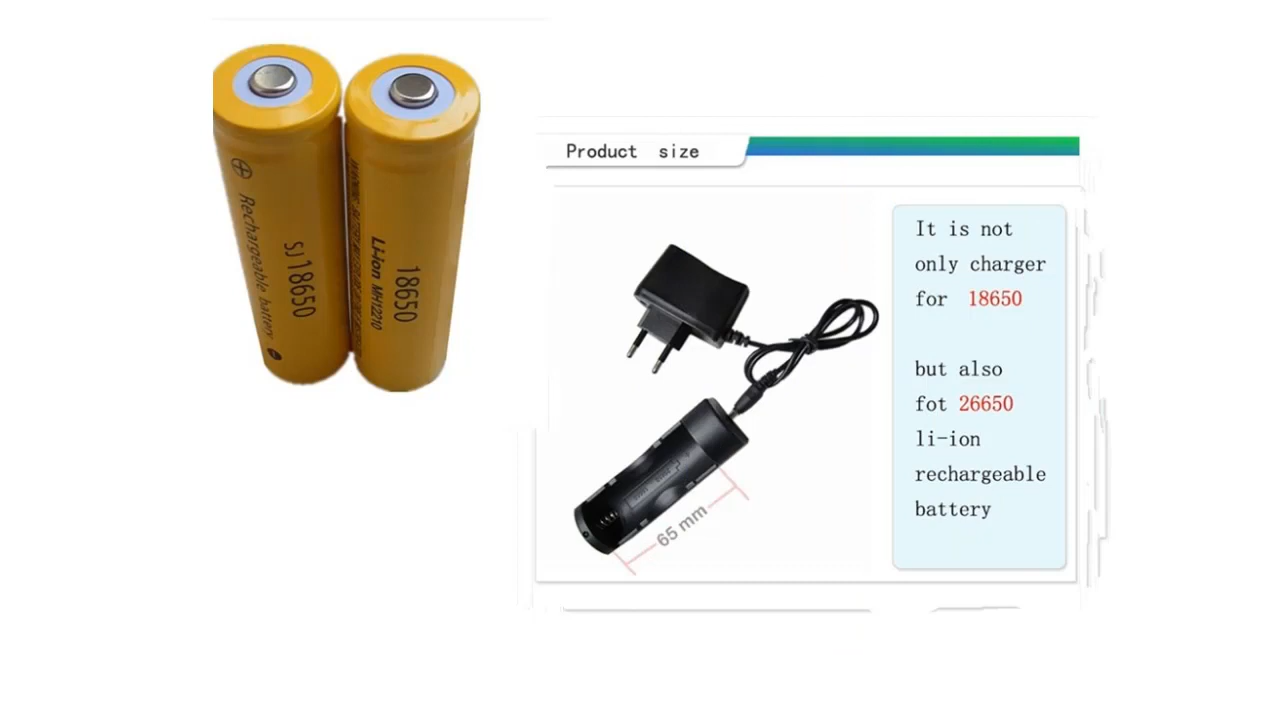 Rechargeable battery
SJ18650
Li-ion MH12210
18650
Product size
It is not
only charger
for 18650
but also
fot 26650
li-ion
rechargeable
battery
65 mm